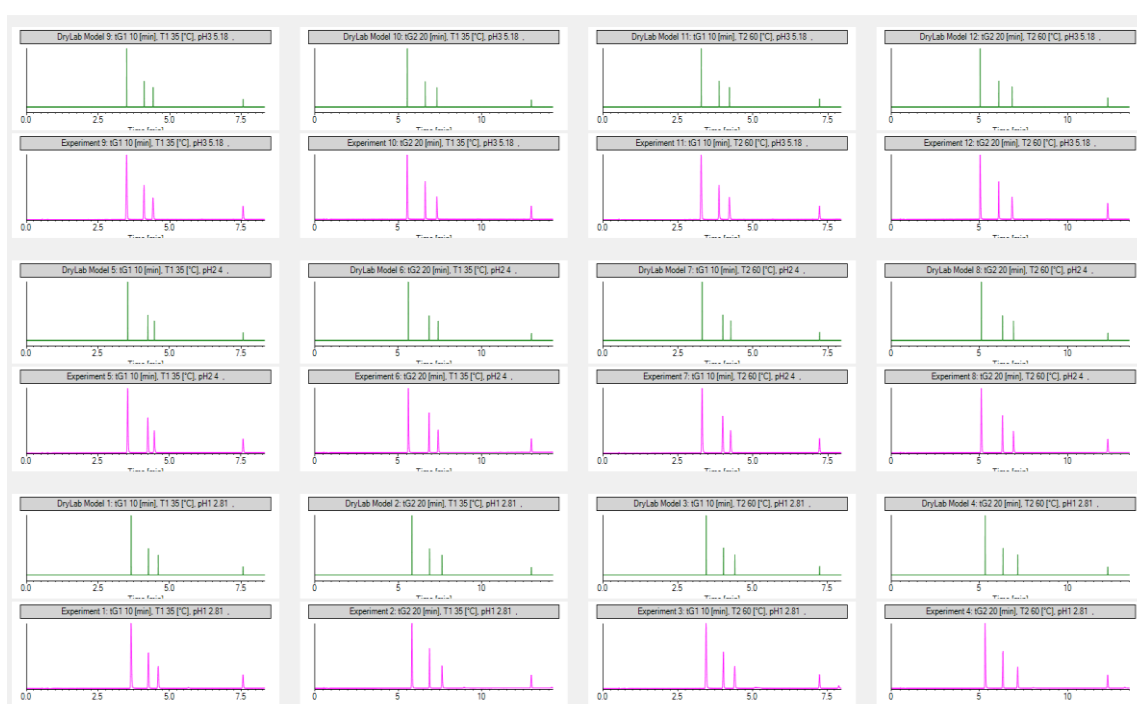 DryLab Model 9: tG1 10 [min], T1 35 [°C], pH3 5.18 .
DryLab Model 10: tG2 20 [min], T1 35 [°C], pH3 5.18 .
DryLab Model 11: tG1 10 [min], T2 60 [°C], pH3 5.18 .
DryLab Model 12: tG2 20 [min], T2 60 [°C], pH3 5.18 .
0.0 2.5 5.0 7.5
0 5 10
0.0 2.5 5.0 7.5
0 5 10
Experiment 9: tG1 10 [min], T1 35 [°C], pH3 5.18 .
Experiment 10: tG2 20 [min], T1 35 [°C], pH3 5.18 .
Experiment 11: tG1 10 [min], T2 60 [°C], pH3 5.18 .
Experiment 12: tG2 20 [min], T2 60 [°C], pH3 5.18 .
0.0 2.5 5.0 7.5
0 5 10
0.0 2.5 5.0 7.5
0 5 10
DryLab Model 5: tG1 10 [min], T1 35 [°C], pH2 4 .
DryLab Model 6: tG2 20 [min], T1 35 [°C], pH2 4 .
DryLab Model 7: tG1 10 [min], T2 60 [°C], pH2 4 .
DryLab Model 8: tG2 20 [min], T2 60 [°C], pH2 4 .
0.0 2.5 5.0 7.5
0 5 10
0.0 2.5 5.0 7.5
0 5 10
Experiment 5: tG1 10 [min], T1 35 [°C], pH2 4 .
Experiment 6: tG2 20 [min], T1 35 [°C], pH2 4 .
Experiment 7: tG1 10 [min], T2 60 [°C], pH2 4 .
Experiment 8: tG2 20 [min], T2 60 [°C], pH2 4 .
0.0 2.5 5.0 7.5
0 5 10
0.0 2.5 5.0 7.5
0 5 10
DryLab Model 1: tG1 10 [min], T1 35 [°C], pH1 2.81 .
DryLab Model 2: tG2 20 [min], T1 35 [°C], pH1 2.81 .
DryLab Model 3: tG1 10 [min], T2 60 [°C], pH1 2.81 .
DryLab Model 4: tG2 20 [min], T2 60 [°C], pH1 2.81 .
0.0 2.5 5.0 7.5
0 5 10
0.0 2.5 5.0 7.5
0 5 10
Experiment 1: tG1 10 [min], T1 35 [°C], pH1 2.81 .
Experiment 2: tG2 20 [min], T1 35 [°C], pH1 2.81 .
Experiment 3: tG1 10 [min], T2 60 [°C], pH1 2.81 .
Experiment 4: tG2 20 [min], T2 60 [°C], pH1 2.81 .
0.0 2.5 5.0 7.5
0 5 10
0.0 2.5 5.0 7.5
0 5 10